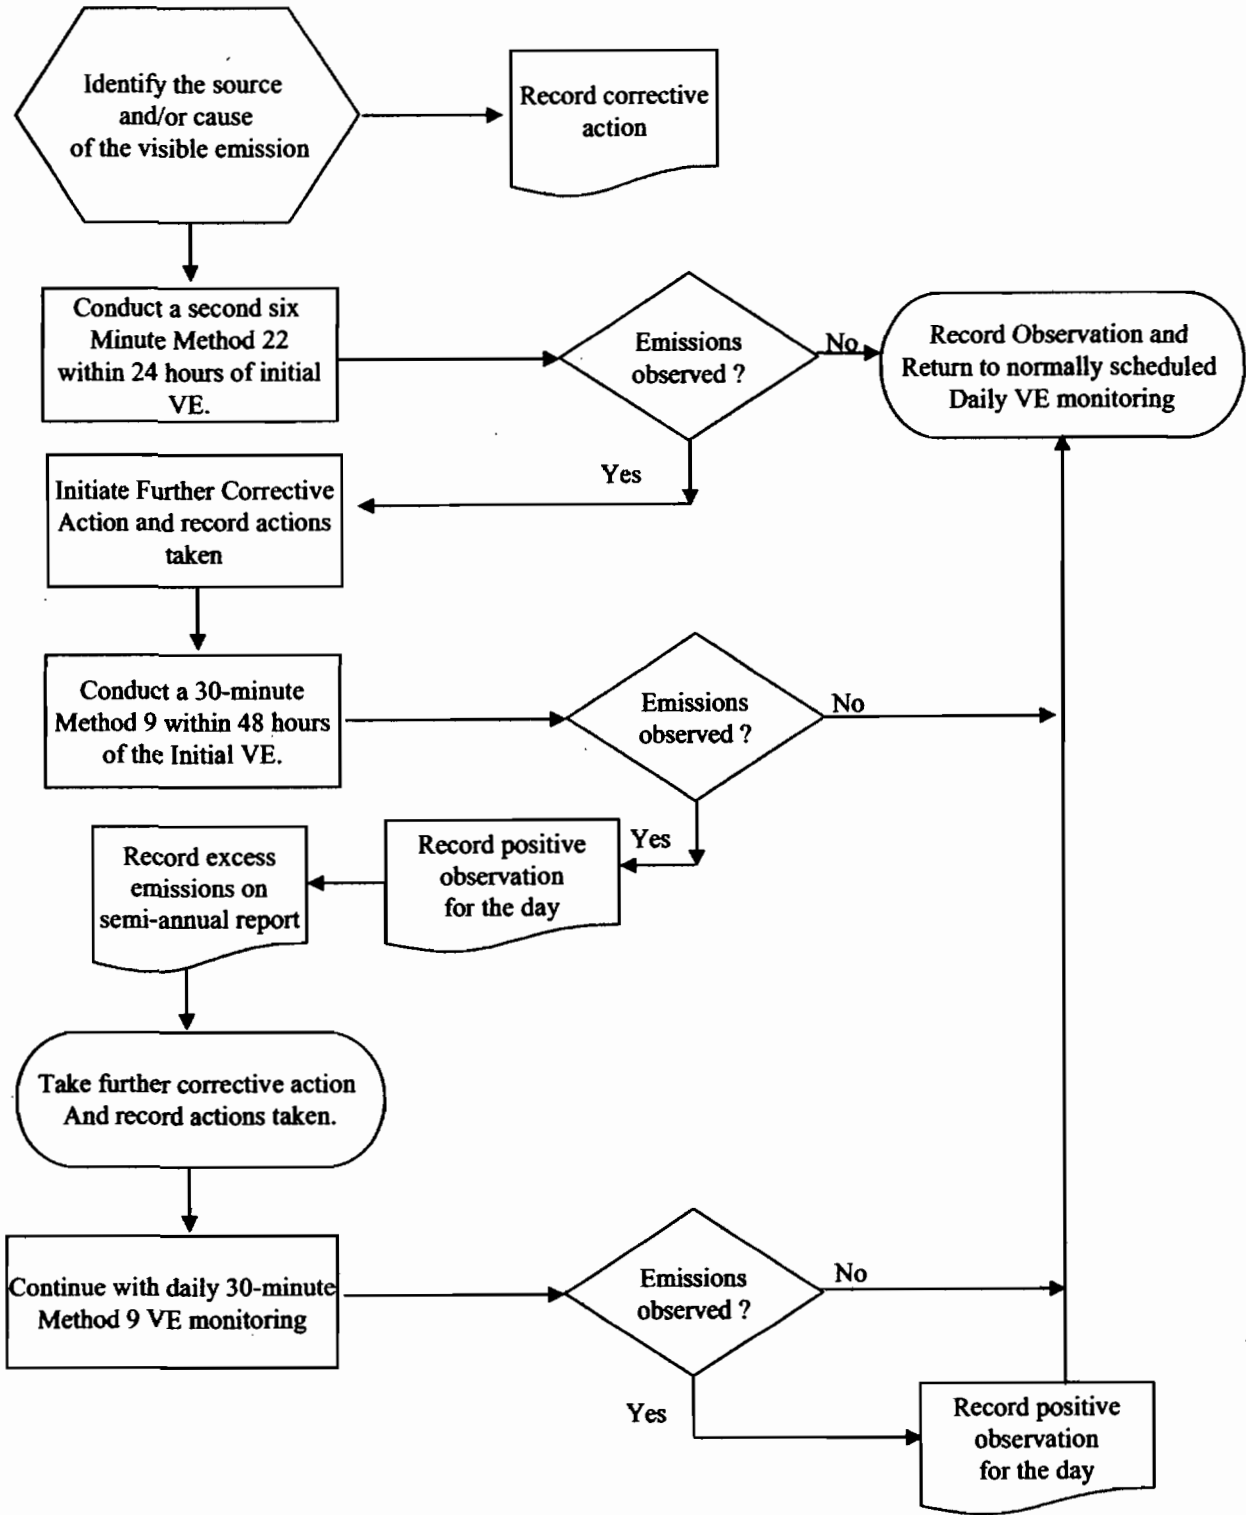 Identify the source
and/or cause
of the visible emission
Record corrective
action
Conduct a second six
Minute Method 22
within 24 hours of initial
VE.
Emissions
observed ?
No
Record Observation and
Return to normally scheduled
Daily VE monitoring
Yes
Initiate Further Corrective
Action and record actions
taken
Conduct a 30-minute
Method 9 within 48 hours
of the Initial VE.
Emissions
observed ?
No
Yes
Record positive
observation
for the day
Record excess
emissions on
semi-annual report
Take further corrective action
And record actions taken.
Continue with daily 30-minute
Method 9 VE monitoring
Emissions
observed ?
No
Yes
Record positive
observation
for the day